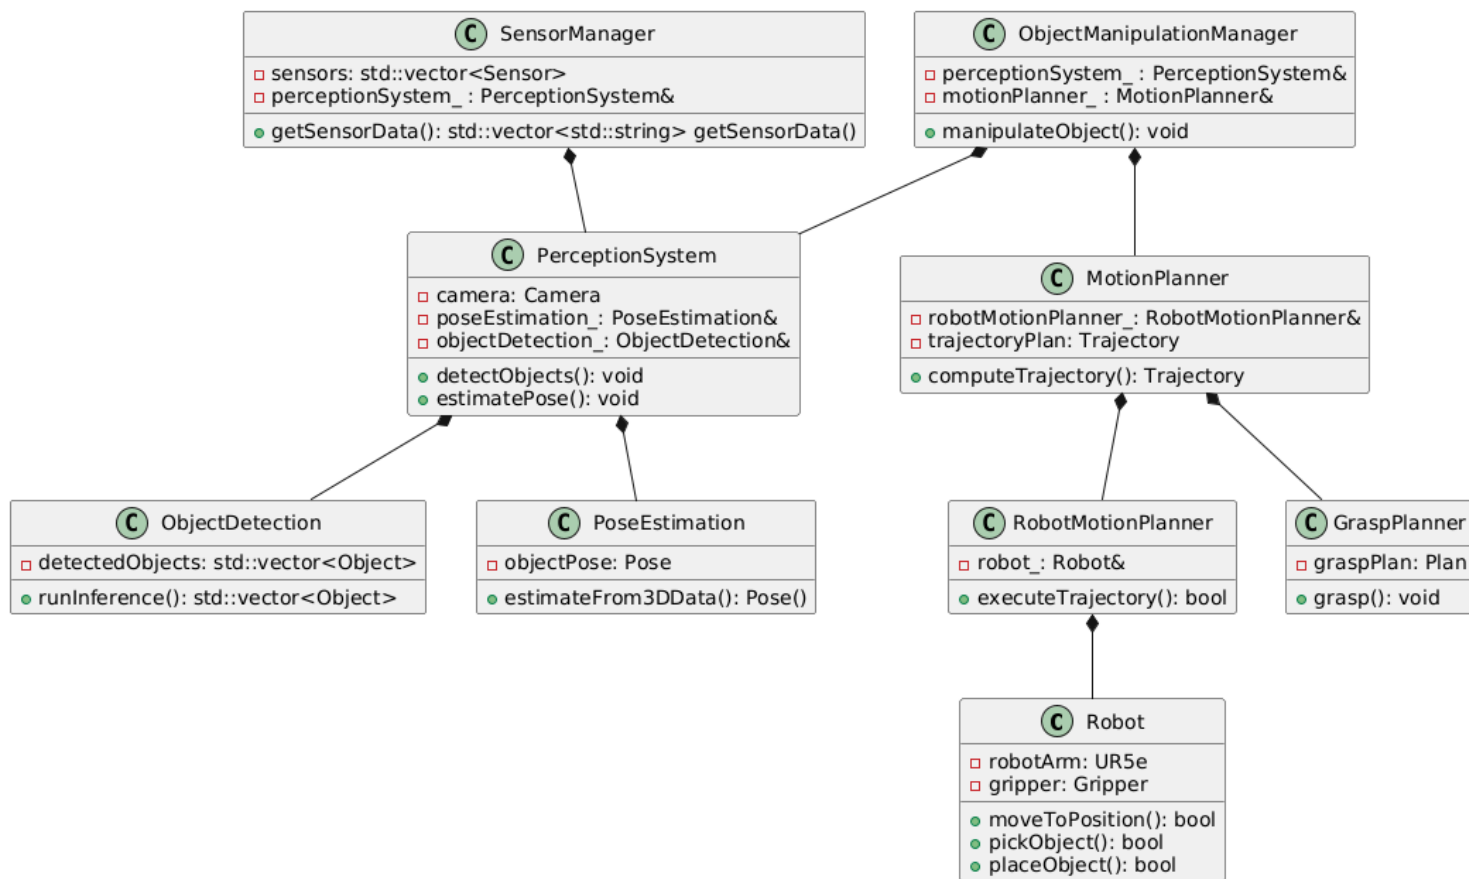 C SensorManager
sensors: std::vector<Sensor>
perceptionSystem_ : PerceptionSystem&
getSensorData(): std::vector<std::string> getSensorData()
C ObjectManipulationManager
perceptionSystem_ : PerceptionSystem&
motionPlanner_ : MotionPlanner&
manipulateObject(): void
C PerceptionSystem
camera: Camera
poseEstimation_: PoseEstimation&
objectDetection_: ObjectDetection&
detectObjects(): void
estimatePose(): void
C MotionPlanner
robotMotionPlanner_: RobotMotionPlanner&
trajectoryPlan: Trajectory
computeTrajectory(): Trajectory
C ObjectDetection
detectedObjects: std::vector<Object>
runInference(): std::vector<Object>
C PoseEstimation
objectPose: Pose
estimateFrom3DData(): Pose()
C RobotMotionPlanner
robot_: Robot&
executeTrajectory(): bool
C GraspPlanner
graspPlan: Plan
grasp(): void
C Robot
robotArm: UR5e
gripper: Gripper
moveToPosition(): bool
pickObject(): bool
placeObject(): bool